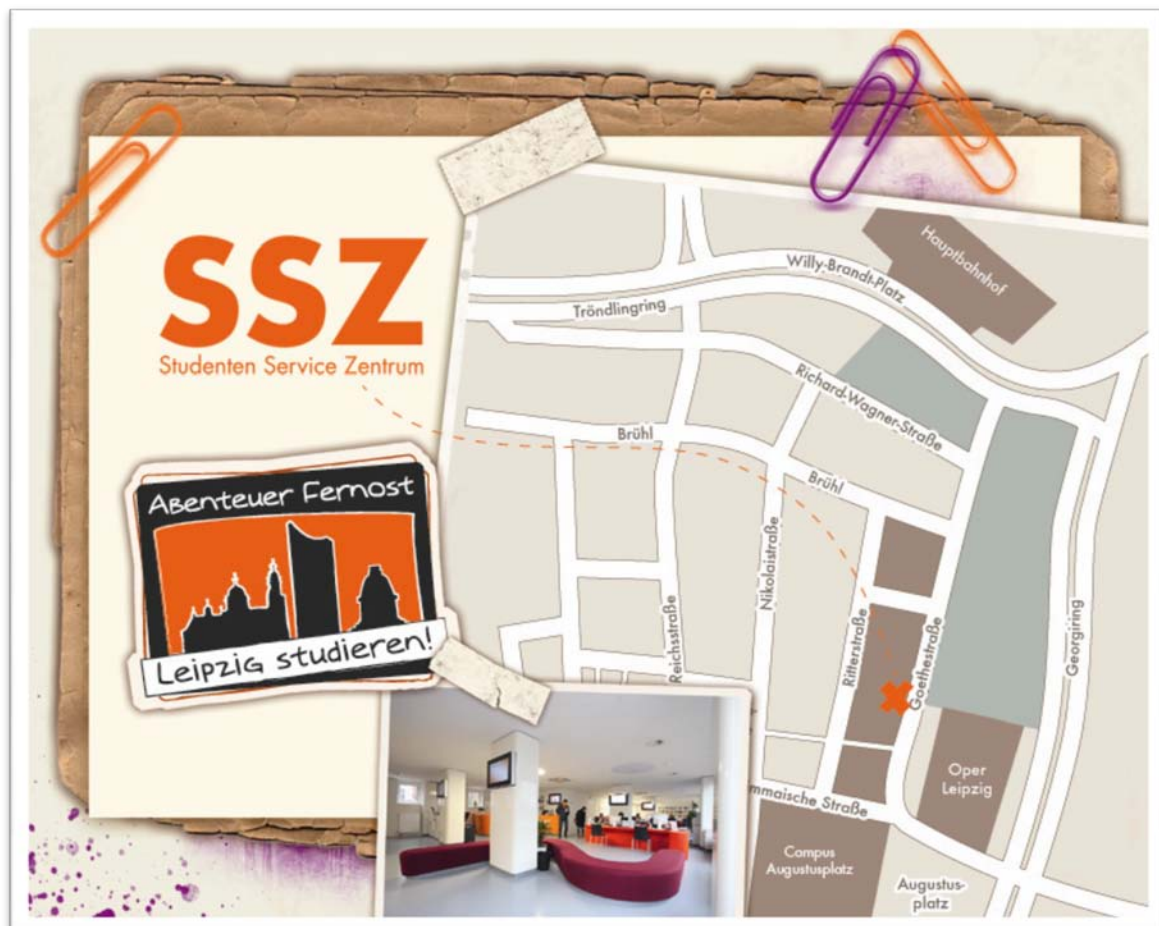 SSZ
Studenten Service Zentrum
Abenteuer Fernost
Leipzig studieren!
Hauptbahnhof
Willy-Brandt-Platz
Tröndlingring
Richard-Wagner-Straße
Brühl
Brühl
Nikolaistraße
Reichsstraße
Ritterstraße
Goethestraße
Georgiring
Oper
Leipzig
mmaische Straße
Campus
Augustusplatz
Augustus-
platz